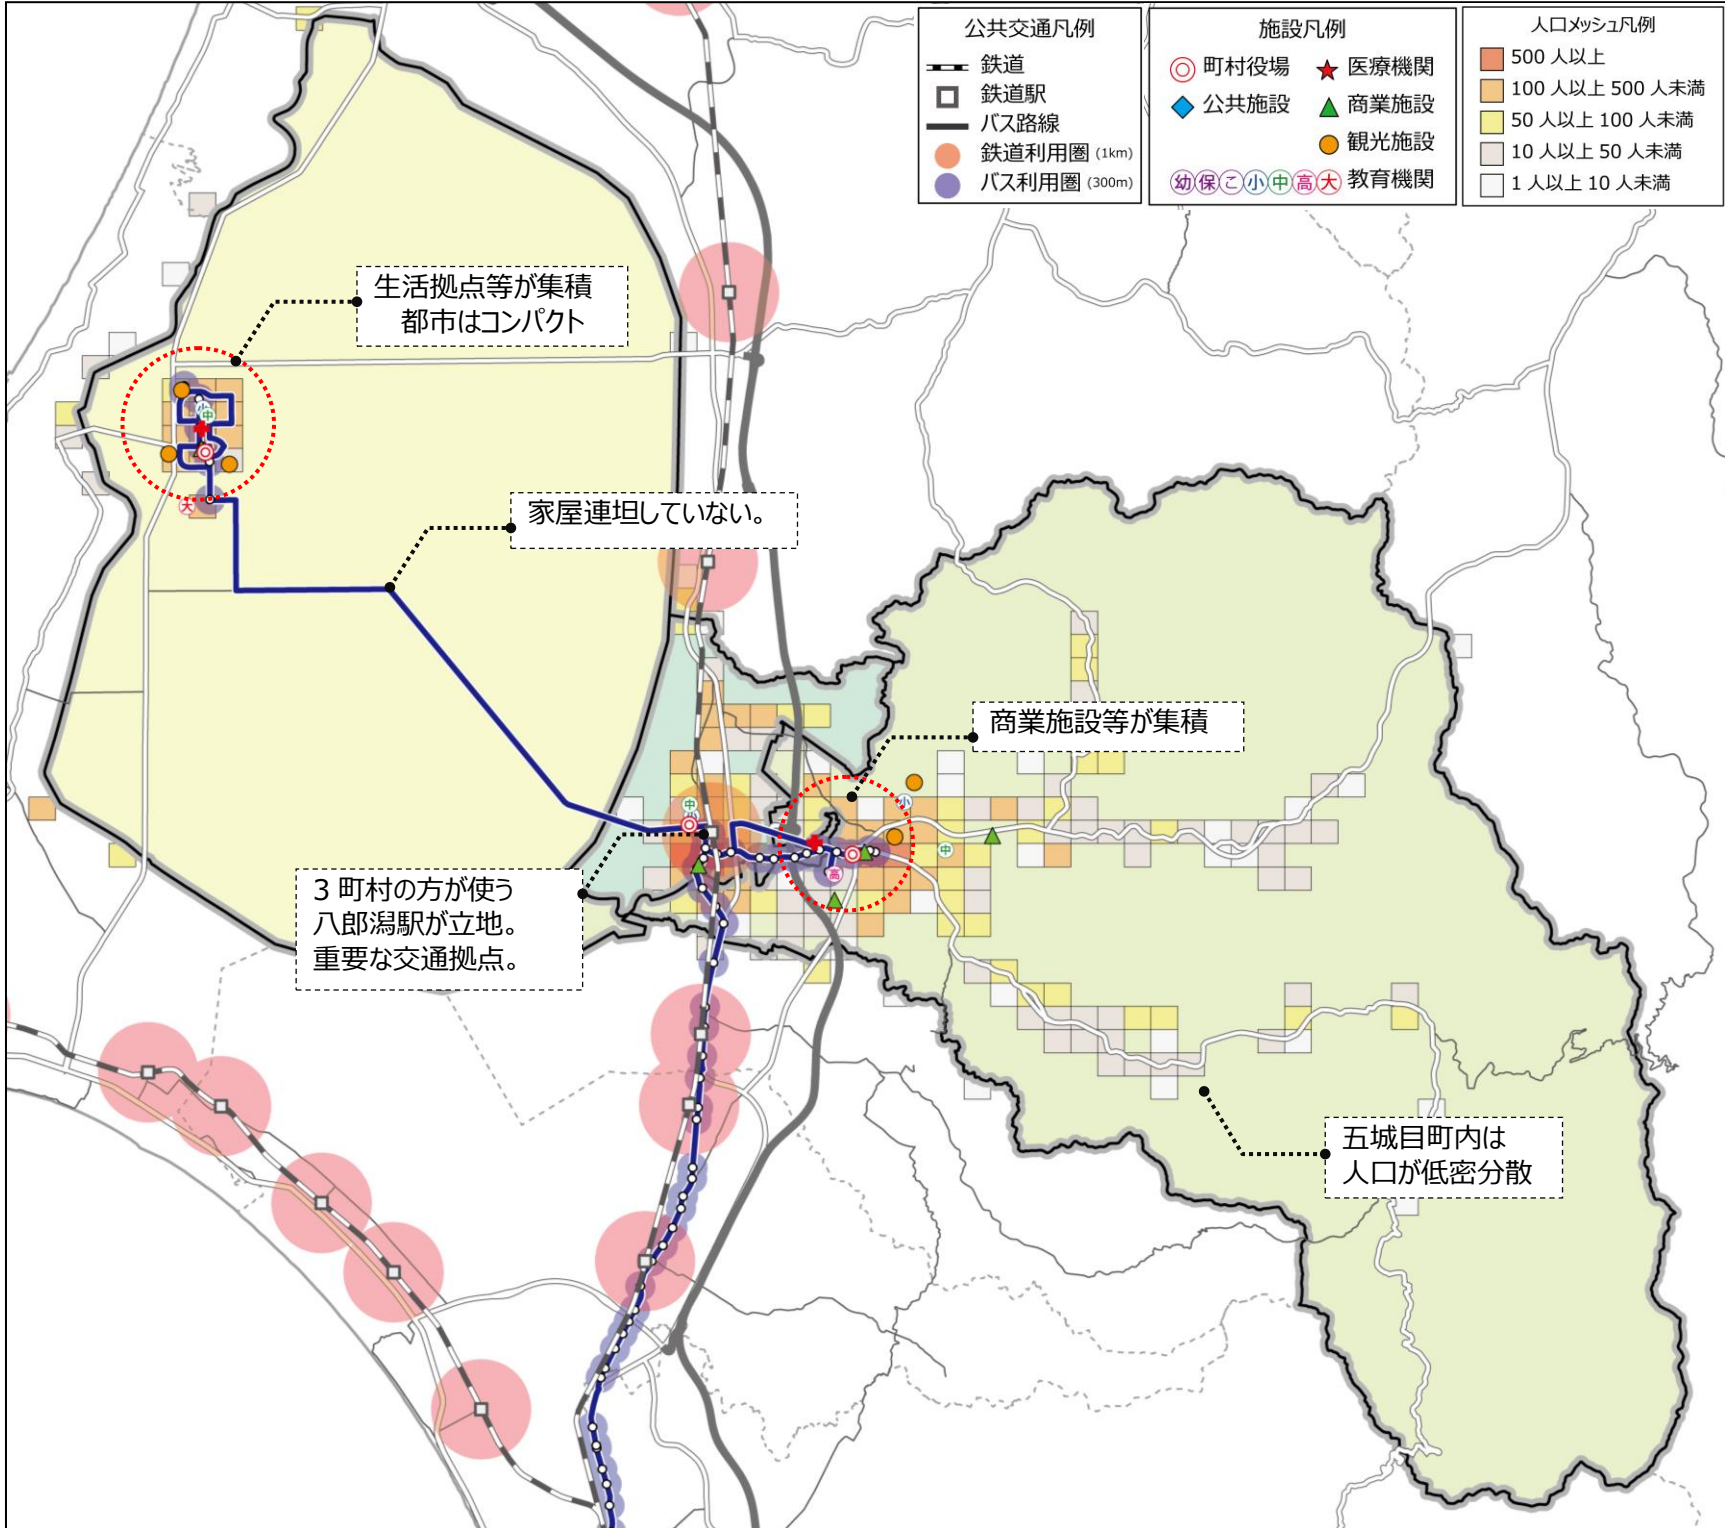 公共交通凡例
鉄道
鉄道駅
バス路線
鉄道利用圏 (1km)
バス利用圏 (300m)
施設凡例
町村役場
医療機関
公共施設
商業施設
観光施設
幼保こ小中高大 教育機関
人口メッシュ凡例
500 人以上
100 人以上 500 人未満
50 人以上 100 人未満
10 人以上 50 人未満
1 人以上 10 人未満
生活拠点等が集積
都市はコンパクト
小
中
大
家屋連坦していない。
商業施設等が集積
中
小
中
高
3 町村の方が使う
八郎潟駅が立地。
重要な交通拠点。
五城目町内は
人口が低密分散